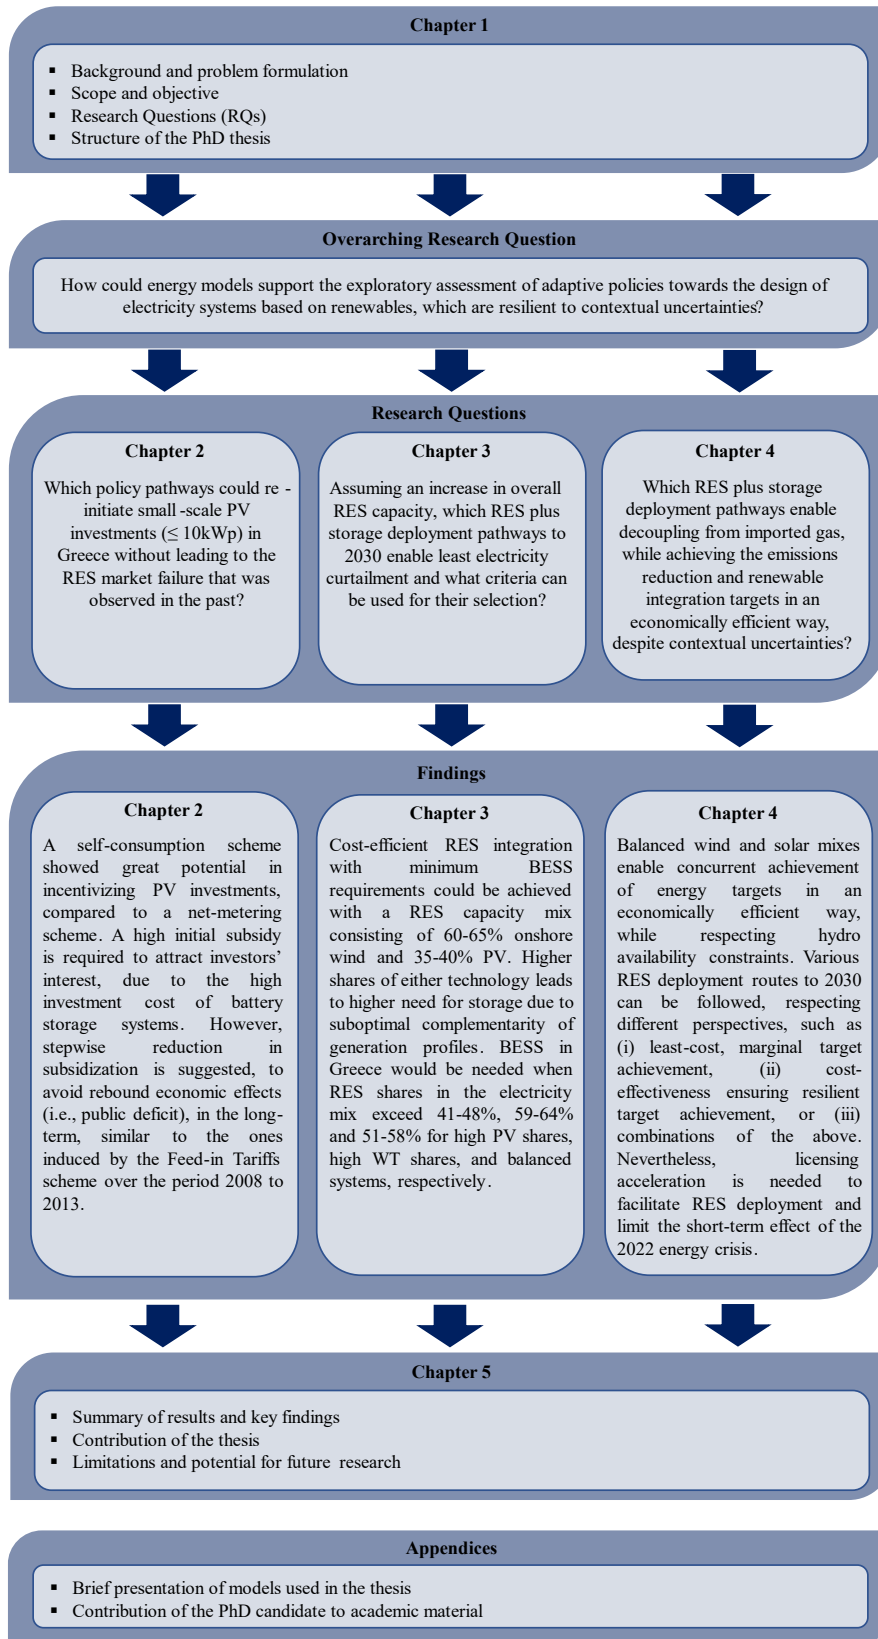 Chapter 1
▪ Background and problem formulation
▪ Scope and objective
▪ Research Questions (RQs)
▪ Structure of the PhD thesis
Overarching Research Question
How could energy models support the exploratory assessment of adaptive policies towards the design of
electricity systems based on renewables, which are resilient to contextual uncertainties?
Research Questions
Chapter 2
Which policy pathways could re -
initiate small -scale PV
investments (≤ 10kWp) in
Greece without leading to the
RES market failure that was
observed in the past?
Chapter 3
Assuming an increase in overall
RES capacity, which RES plus
storage deployment pathways to
2030 enable least electricity
curtailment and what criteria can
be used for their selection?
Chapter 4
Which RES plus storage
deployment pathways enable
decoupling from imported gas,
while achieving the emissions
reduction and renewable
integration targets in an
economically efficient way,
despite contextual uncertainties?
Findings
Chapter 2
A self-consumption scheme
showed great potential in
incentivizing PV investments,
compared to a net-metering
scheme. A high initial subsidy
is required to attract investors'
interest, due to the high
investment cost of battery
storage systems. However,
stepwise reduction in
subsidization is suggested, to
avoid rebound economic effects
(i.e., public deficit), in the long-
term, similar to the ones
induced by the Feed-in Tariffs
scheme over the period 2008 to
2013.
Chapter 3
Cost-efficient RES integration
with minimum BESS
requirements could be achieved
with a RES capacity mix
consisting of 60-65% onshore
wind and 35-40% PV. Higher
shares of either technology leads
to higher need for storage due to
suboptimal complementarity of
generation profiles. BESS in
Greece would be needed when
RES shares in the electricity
mix exceed 41-48%, 59-64%
and 51-58% for high PV shares,
high WT shares, and balanced
systems, respectively.
Chapter 4
Balanced wind and solar mixes
enable concurrent achievement
of energy targets in an
economically efficient way,
while respecting hydro
availability constraints. Various
RES deployment routes to 2030
can be followed, respecting
different perspectives, such as
(i) least-cost, marginal target
achievement, (ii) cost-
effectiveness ensuring resilient
target achievement, or (iii)
combinations of the above.
Nevertheless, licensing
acceleration is needed to
facilitate RES deployment and
limit the short-term effect of the
2022 energy crisis.
Chapter 5
▪ Summary of results and key findings
▪ Contribution of the thesis
▪ Limitations and potential for future research
Appendices
▪ Brief presentation of models used in the thesis
▪ Contribution of the PhD candidate to academic material